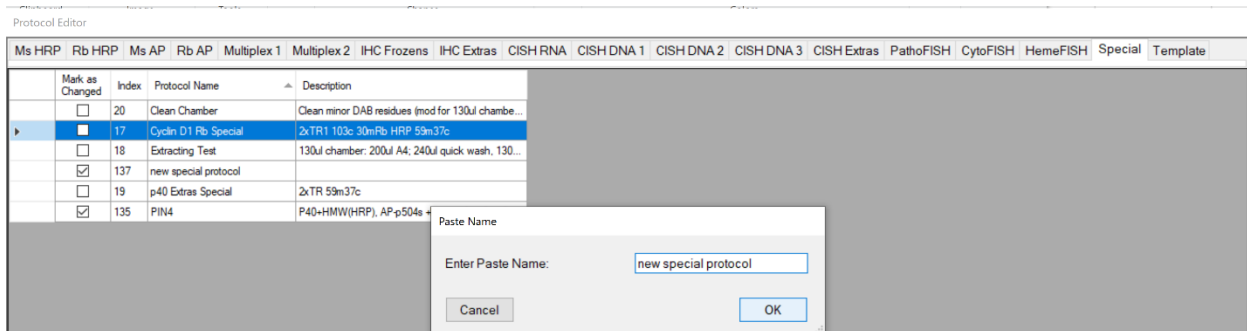 Protocol Editor
Ms HRP Rb HRP Ms AP Rb AP Multiplex 1 Multiplex 2 IHC Frozens IHC Extras CISH RNA CISH DNA 1 CISH DNA 2 CISH DNA 3 CISH Extras PathoFISH CytoFISH HemeFISH Special Template
Mark as Changed Index Protocol Name Description
20 Clean Chamber Clean minor DAB residues (mod for 130ul chambe...
17 Cyclin D1 Rb Special 2xTR1 103c 30mRb HRP 59m37c
18 Extracting Test 130ul chamber: 200ul A4; 240ul quick wash, 130...
137 new special protocol
19 p40 Extras Special 2xTR 59m37c
135 PIN4 P40+HMW(HRP), AP-p504s +
Paste Name
Enter Paste Name: new special protocol
Cancel OK